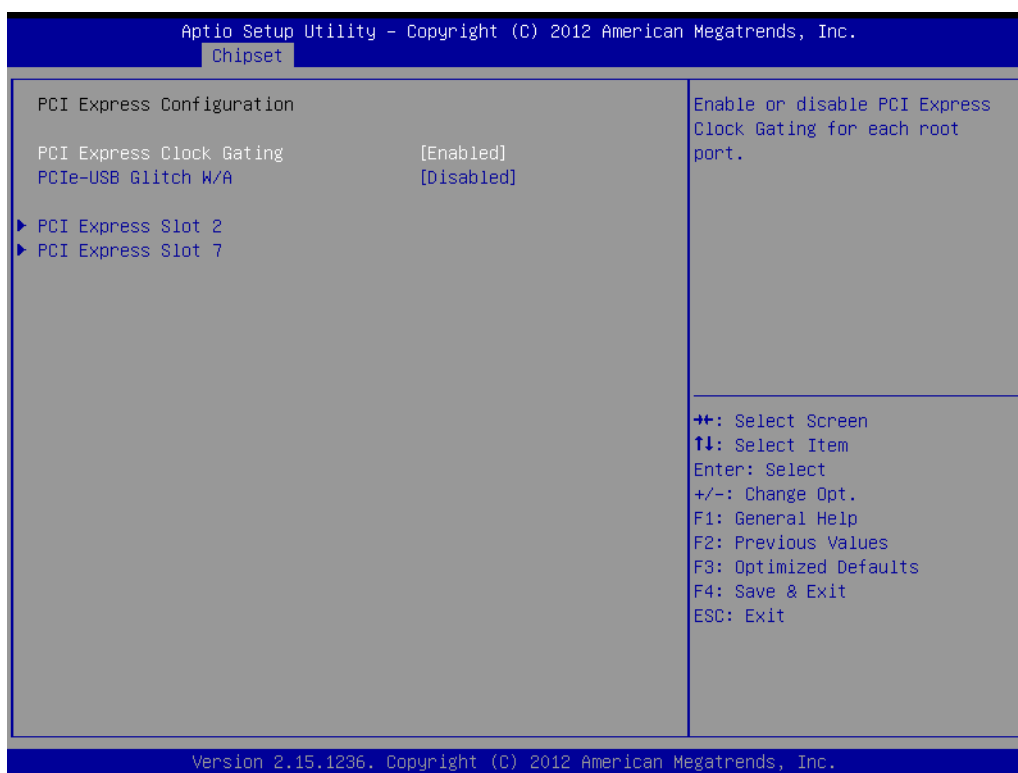 Aptio Setup Utility – Copyright (C) 2012 American Megatrends, Inc.
Chipset
PCI Express Configuration
PCI Express Clock Gating [Enabled]
PCIe-USB Glitch W/A [Disabled]
▶ PCI Express Slot 2
▶ PCI Express Slot 7
Enable or disable PCI Express
Clock Gating for each root
port.
→←: Select Screen
↑↓: Select Item
Enter: Select
+/-: Change Opt.
F1: General Help
F2: Previous Values
F3: Optimized Defaults
F4: Save & Exit
ESC: Exit
Version 2.15.1236. Copyright (C) 2012 American Megatrends, Inc.